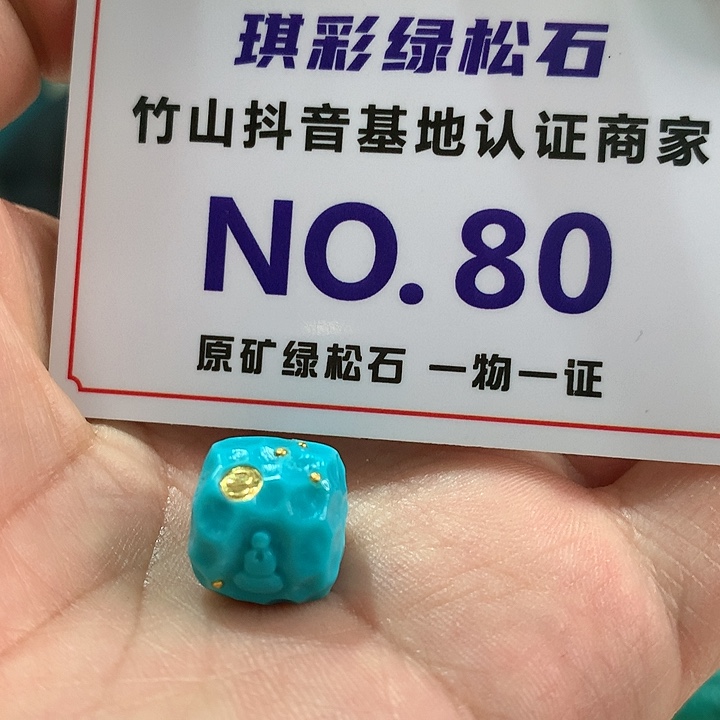 琪彩绿松石
竹山抖音基地认证商家
NO.80
原矿绿松石 一物一证